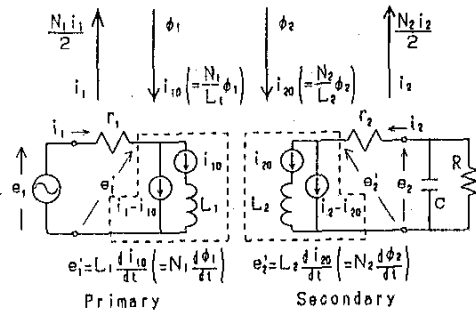 N₁i₁/2 ϕ₁ ϕ₂ N₂i₂/2
i₁ i₁₀(=N₁/L₁ ϕ₁) i₂₀(=N₂/L₂ ϕ₂) i₂
i₁ r₁ r₂ i₂
i₁₀ i₂₀ R
e₁ e₁' i₁-i₁₀ L₁ L₂ i₂-i₂₀ e₂' e₂ C
e₁'=L₁ di₁₀/dt (=N₁ dϕ₁/dt) e₂'=L₂ di₂₀/dt (=N₂ dϕ₂/dt)
Primary Secondary